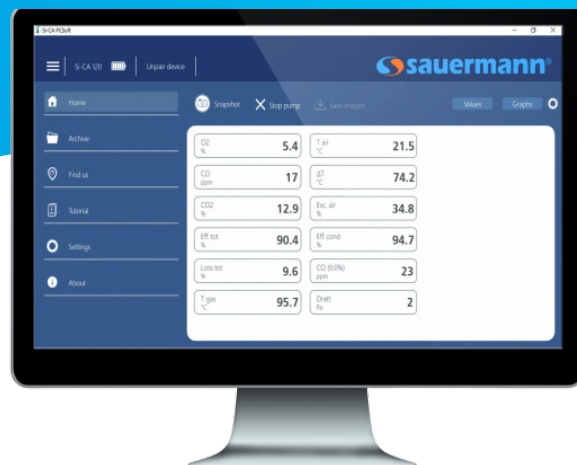 Si-CA PCSoft
Si-CA 120
Unpair device
sauermann®
Home
Snapshot
Stop pump
Save analysis
Values
Graphs
Archive
Find us
Tutorial
Settings
About
O2
%
5.4
T air
°C
21.5
CO
ppm
17
ΔT
°C
74.2
CO2
%
12.9
Exc. air
%
34.8
Eff tot
%
90.4
Eff cond
%
94.7
Loss tot
%
9.6
CO (0.0%)
ppm
23
°C
95.7
Draft
Pa
2